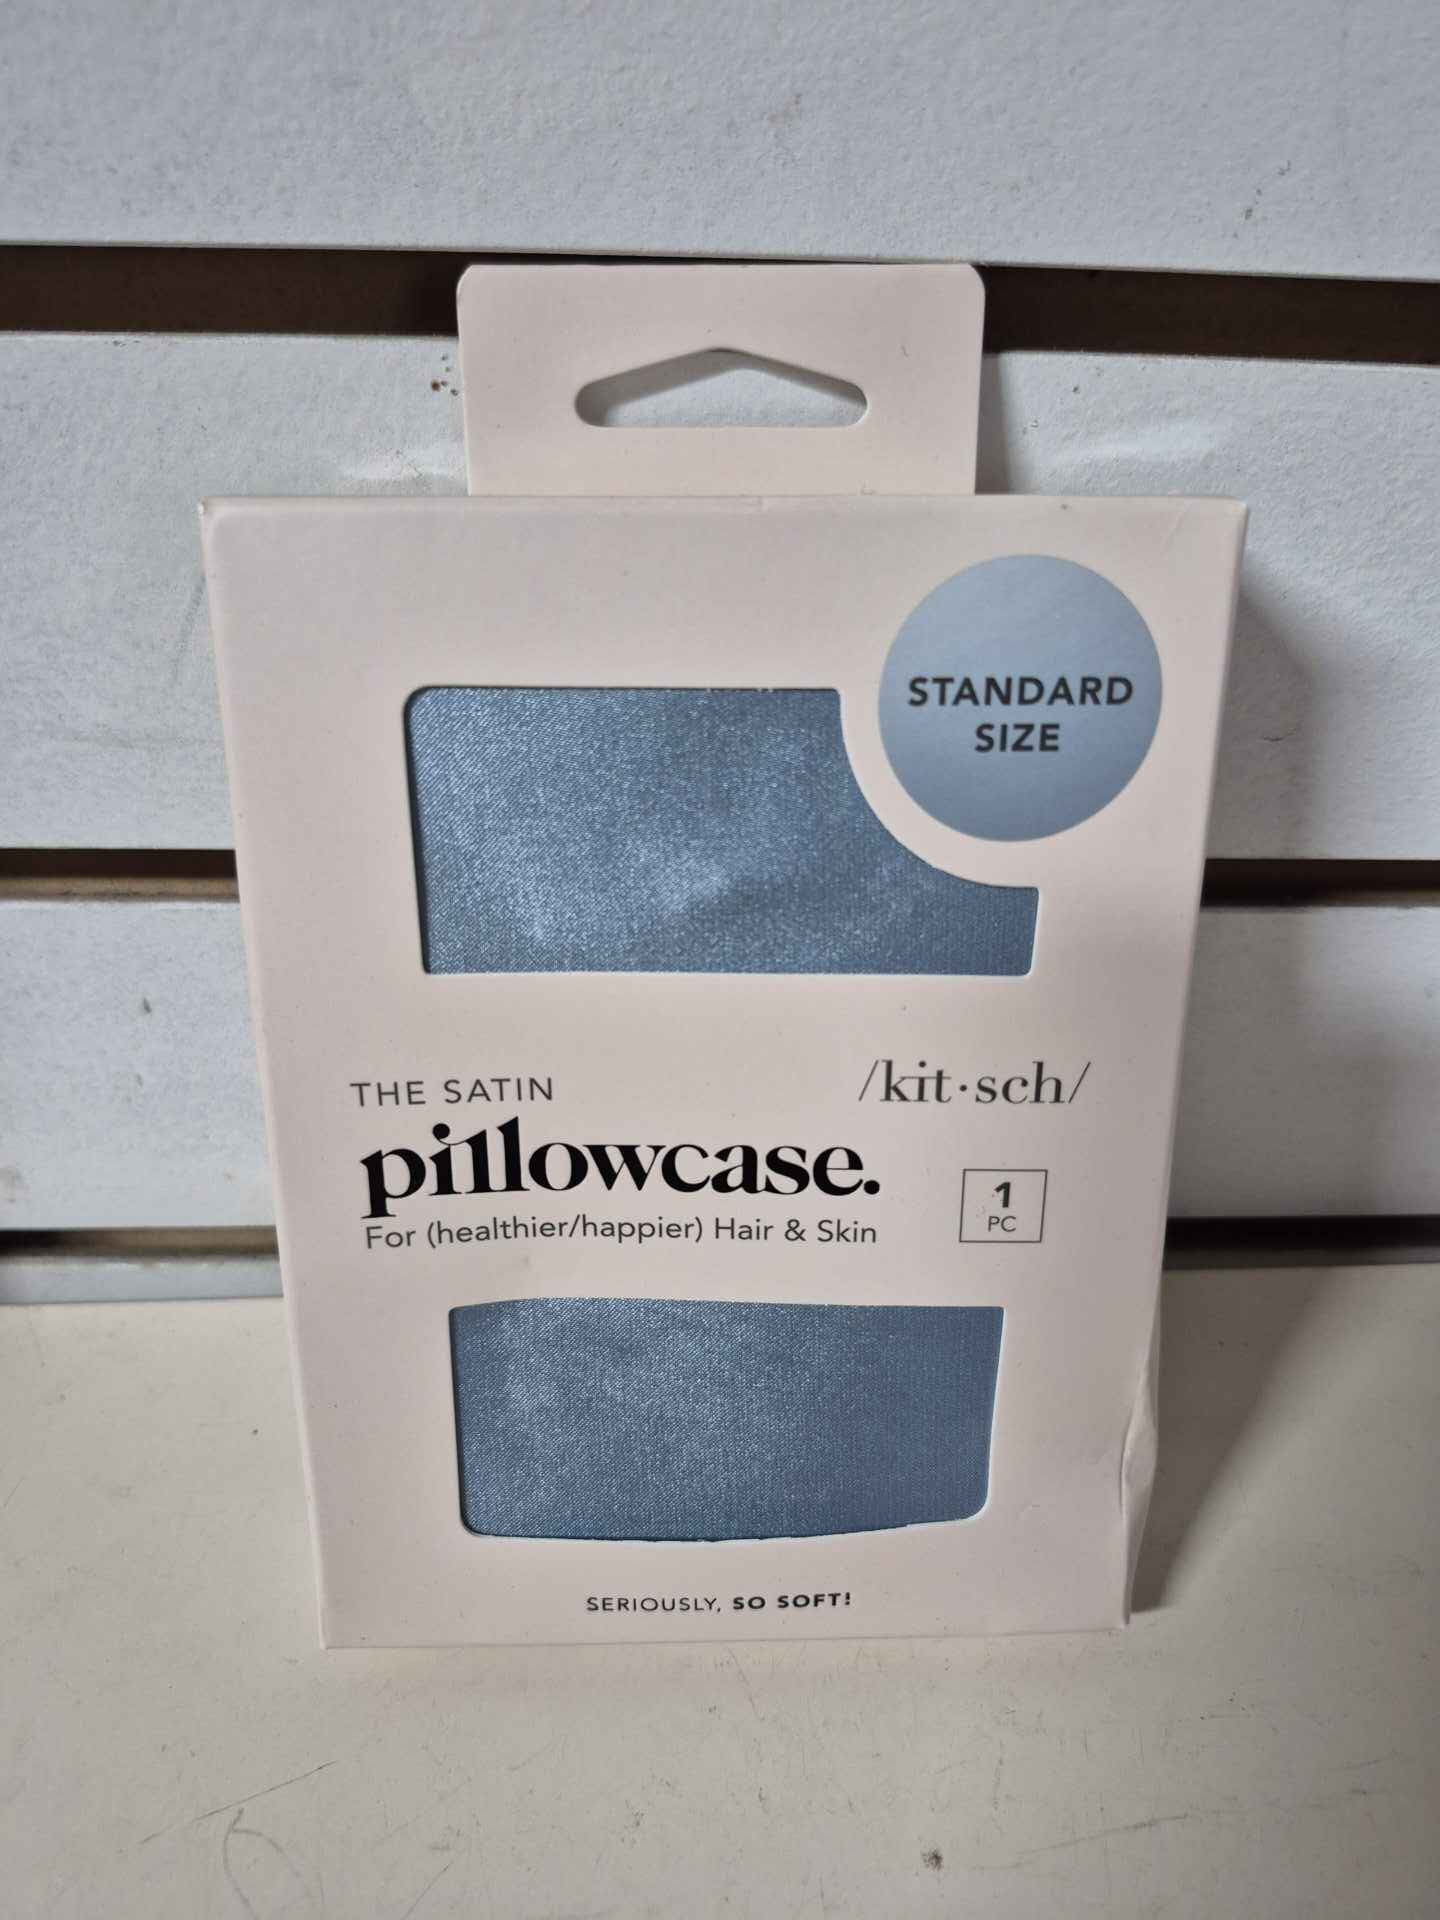 STANDARD
SIZE
THE SATIN
/kit·sch/
pillowcase.
For (healthier/happier) Hair & Skin
1
PC
SERIOUSLY, SO SOFT!